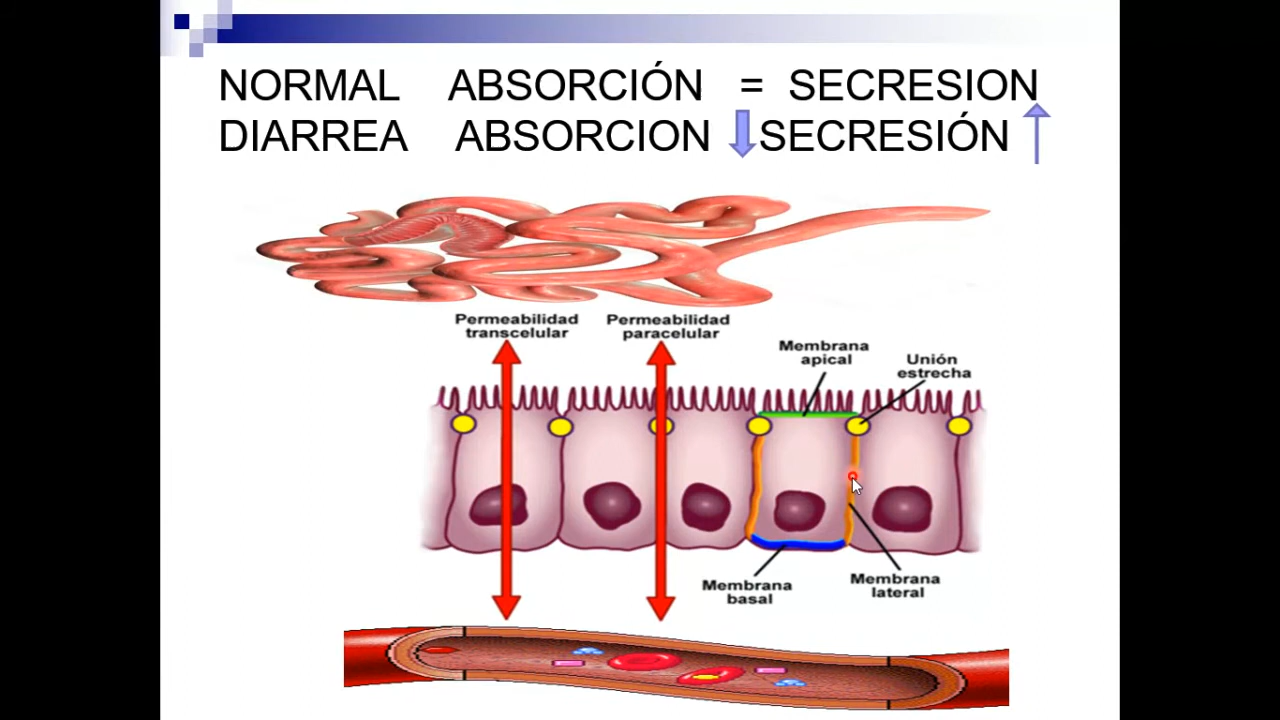 NORMAL ABSORCIÓN = SECRESION
DIARREA ABSORCION SECRESIÓN
Permeabilidad
transcelular
Permeabilidad
paracelular
Membrana
apical
Unión
estrecha
Membrana
basal
Membrana
lateral